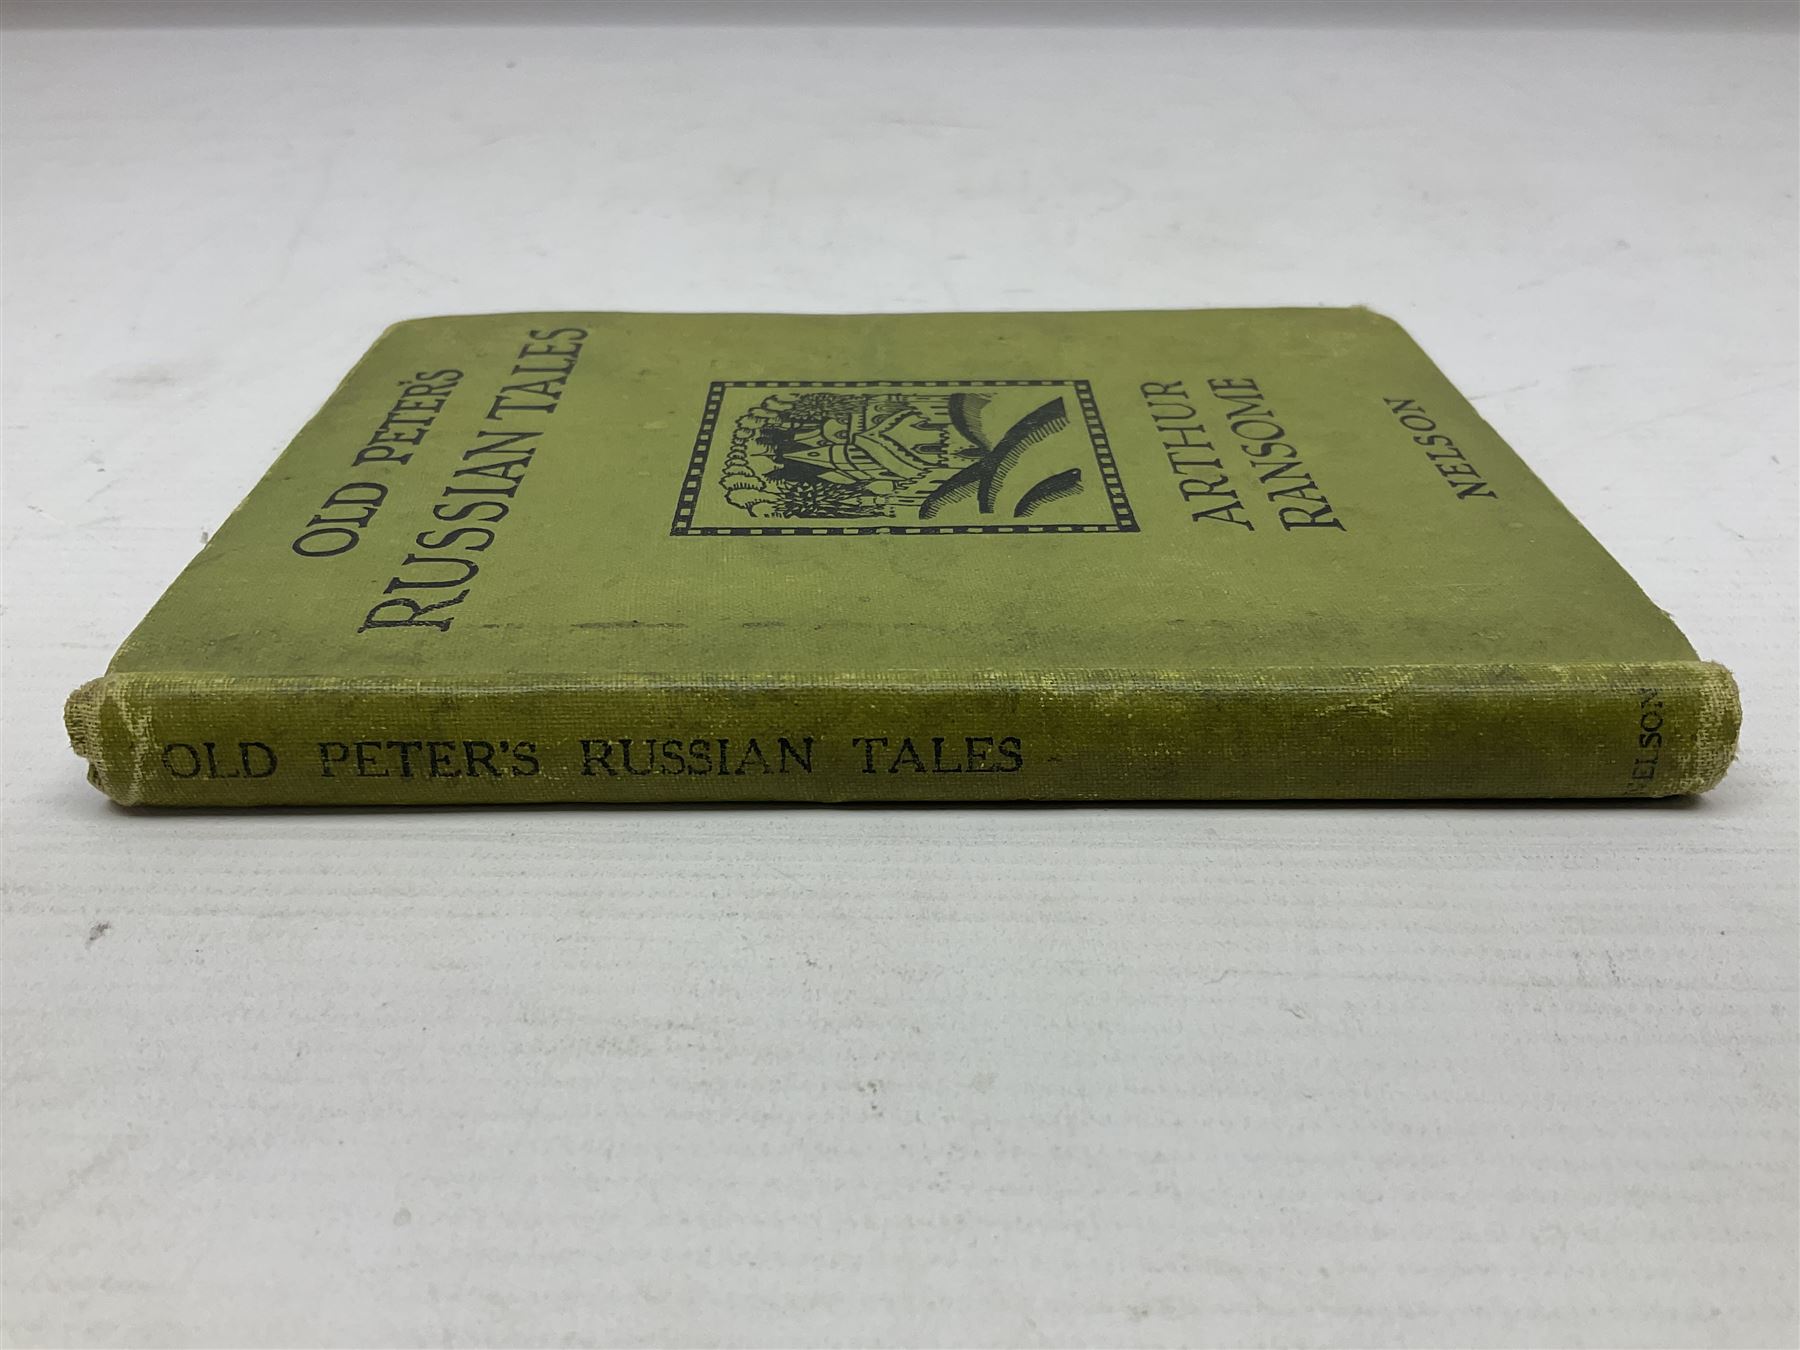 OLD PETER'S
RUSSIAN TALES
ARTHUR
RANSOME
NELSON
OLD PETER'S RUSSIAN TALES
NELSON